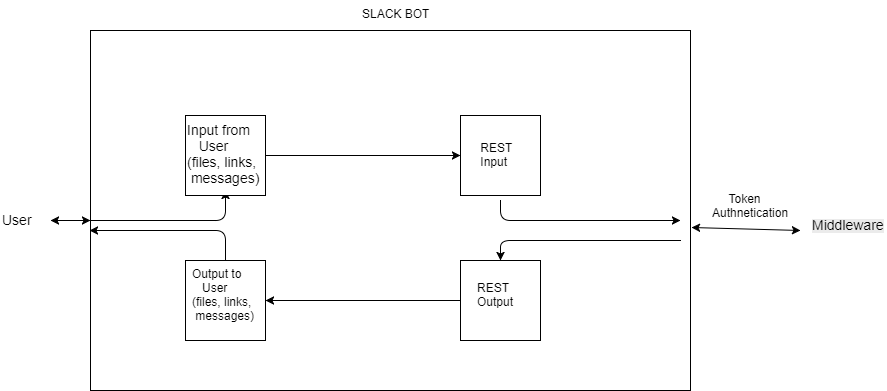 SLACK BOT
Input from
User
(files, links,
messages)
REST
Input
User
Token
Authnetication
Middleware
Output to
User
(files, links,
messages)
REST
Output